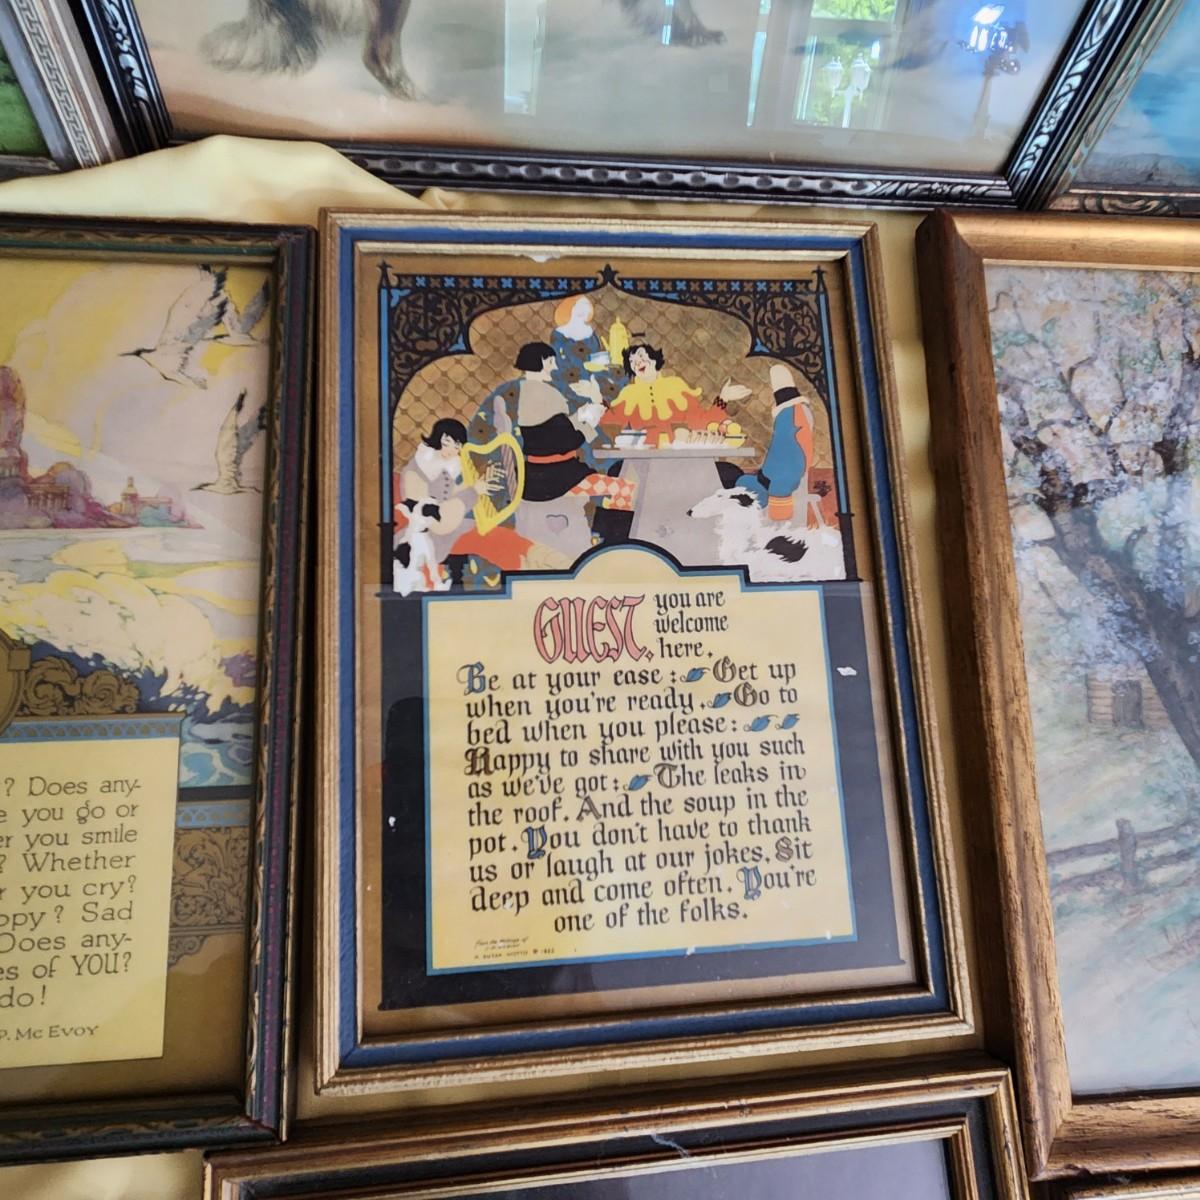 GUEST, you are
welcome
here.
Be at your ease: Get up
when you're ready. Go to
bed when you please:
Happy to share with you such
as we've got: The leaks in
the roof. And the soup in the
pot. You don't have to thank
us or laugh at our jokes. Sit
deep and come often. You're
one of the folks.
A BUZZA MOTTO © 1922
? Does any-
you go or
you smile
? Whether
you cry?
? Sad
Does any-
of YOU?
do!
P. Mc Evoy